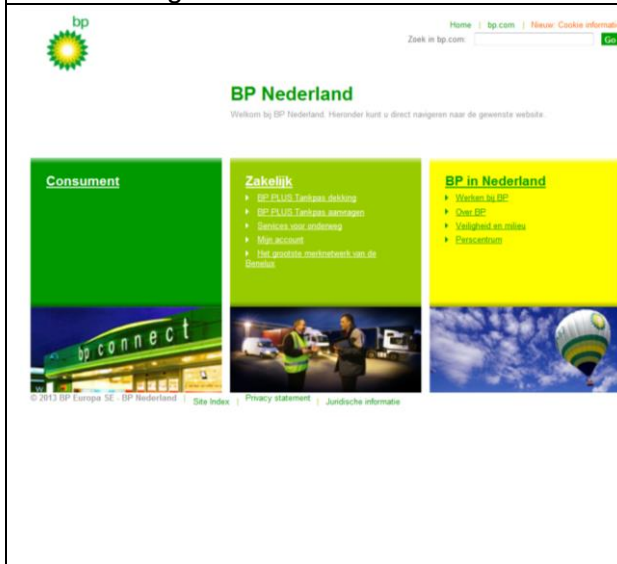 bp
Home | bp.com | Nieuw: Cookie informatie
Zoek in bp.com: Go
BP Nederland
Welkom bij BP Nederland. Hieronder kunt u direct navigeren naar de gewenste website.
Consument
Zakelijk
BP PLUS Tankpas dekking
BP PLUS Tankpas aanvragen
Services voor onderweg
Mijn account
Het grootste merknetwerk van de
Benelux
BP in Nederland
Werken bij BP
Over BP
Veiligheid en milieu
Perscentrum
bp connect
© 2013 BP Europa SE - BP Nederland | Site Index | Privacy statement | Juridische informatie